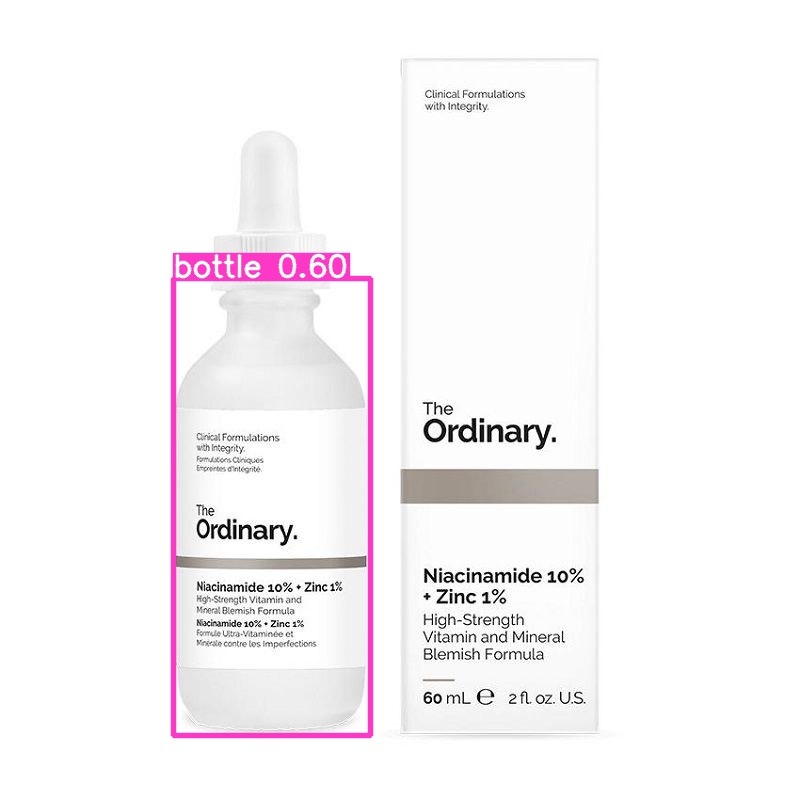 bottle 0.60
Clinical Formulations
with Integrity.
Formulations Cliniques
Empreintes d'Intégrité.
The
Ordinary.
Niacinamide 10% + Zinc 1%
High-Strength Vitamin and
Mineral Blemish Formula
Niacinamide 10% + Zinc 1%
Formule Ultra-Vitaminée et
Minérale contre les Imperfections
Clinical Formulations
with Integrity.
The
Ordinary.
Niacinamide 10%
+ Zinc 1%
High-Strength
Vitamin and Mineral
Blemish Formula
60 mL ℮ 2 fl. oz. U.S.